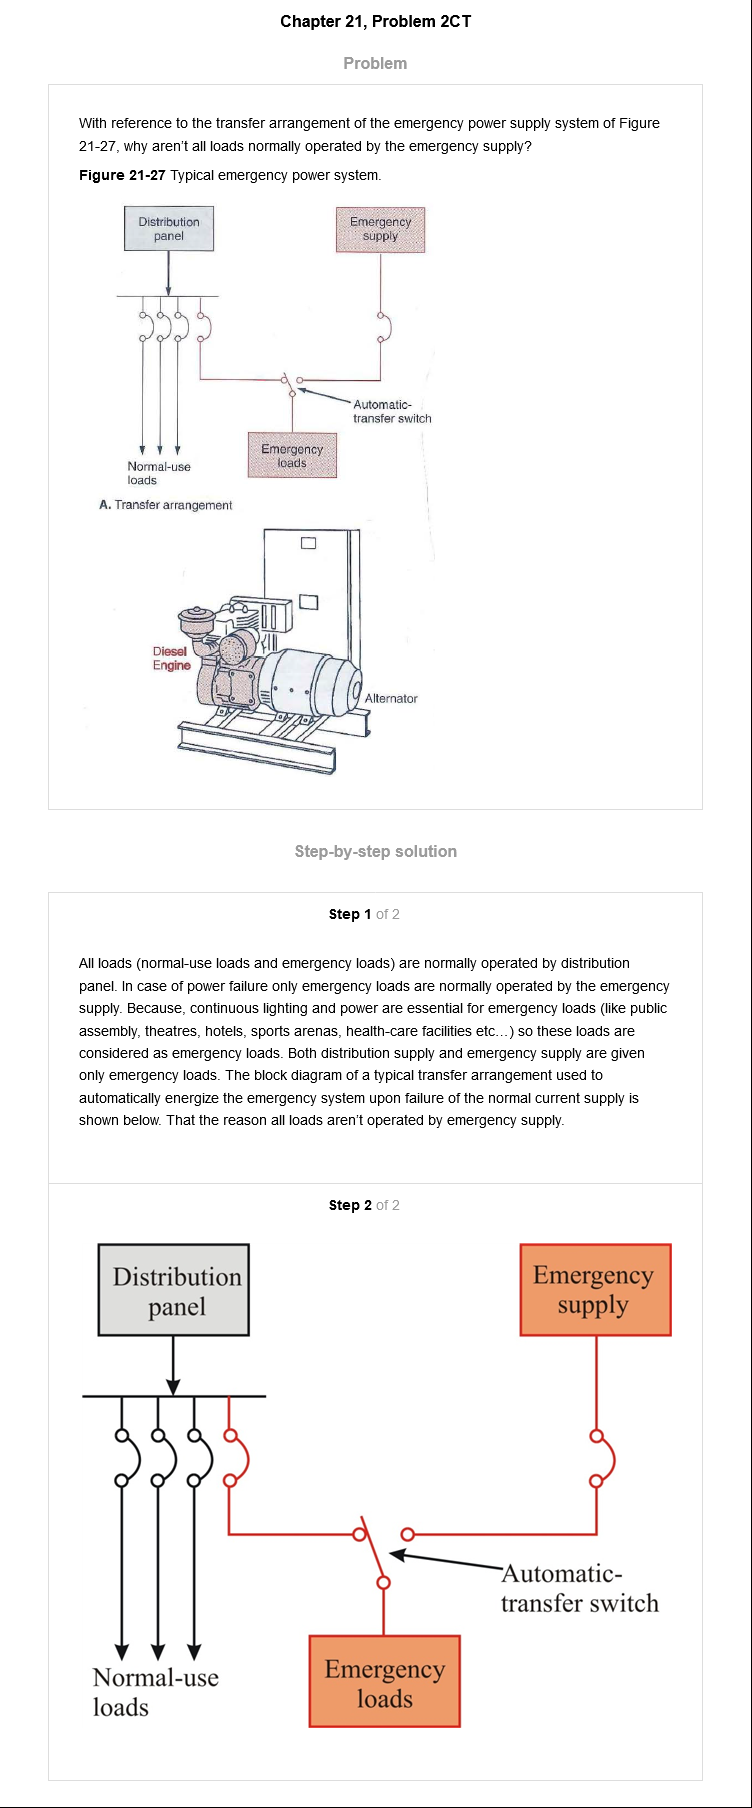 Chapter 21, Problem 2CT
Problem
With reference to the transfer arrangement of the emergency power supply system of Figure
21-27, why aren't all loads normally operated by the emergency supply?
Figure 21-27 Typical emergency power system.
Distribution
panel
Emergency
supply
Automatic-
transfer switch
Emergency
loads
Normal-use
loads
A. Transfer arrangement
Diesel
Engine
Alternator
Step-by-step solution
Step 1 of 2
All loads (normal-use loads and emergency loads) are normally operated by distribution
panel. In case of power failure only emergency loads are normally operated by the emergency
supply. Because, continuous lighting and power are essential for emergency loads (like public
assembly, theatres, hotels, sports arenas, health-care facilities etc…) so these loads are
considered as emergency loads. Both distribution supply and emergency supply are given
only emergency loads. The block diagram of a typical transfer arrangement used to
automatically energize the emergency system upon failure of the normal current supply is
shown below. That the reason all loads aren't operated by emergency supply.
Step 2 of 2
Distribution
panel
Emergency
supply
Automatic-
transfer switch
Emergency
loads
Normal-use
loads